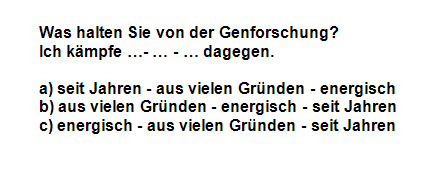 Was halten Sie von der Genforschung?
Ich kämpfe …- … - … dagegen.
a) seit Jahren - aus vielen Gründen - energisch
b) aus vielen Gründen - energisch - seit Jahren
c) energisch - aus vielen Gründen - seit Jahren